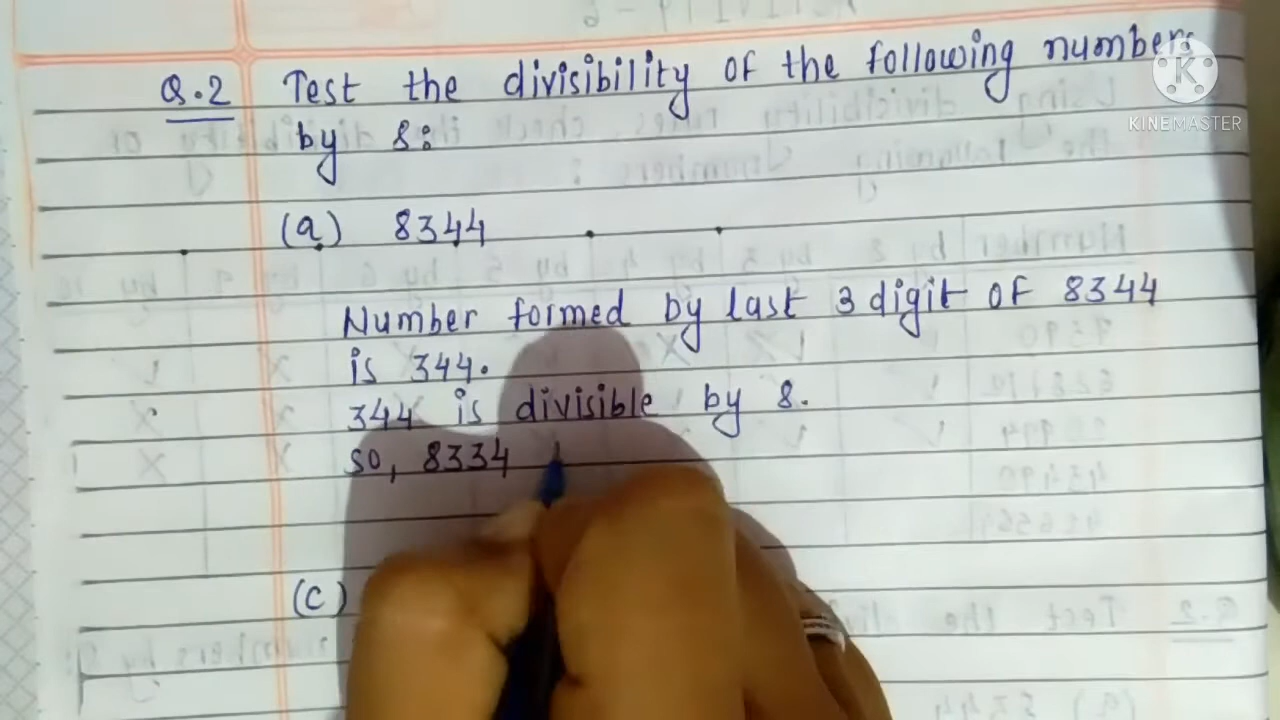 Q.2 Test the divisibility of the following numbers
by 8:
(a) 8344
Number formed by last 3 digit of 8344
is 344.
344 is divisible by 8.
so, 8334
(c)
K
KINEMASTER